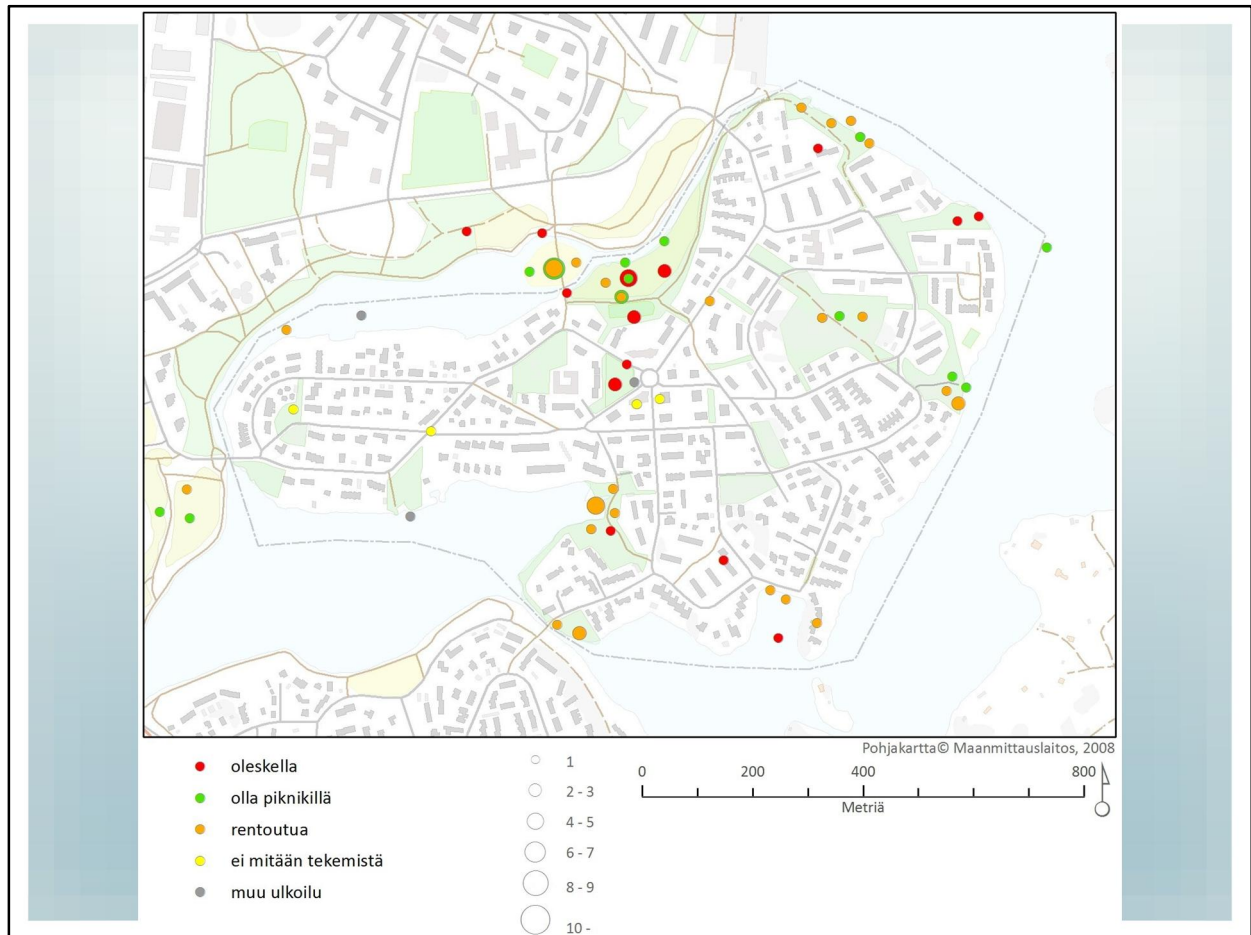 Pohjakartta© Maanmittauslaitos, 2008
oleskella
olla piknikillä
rentoutua
ei mitään tekemistä
muu ulkoilu
1
2 - 3
4 - 5
6 - 7
8 - 9
10 -
0 200 400 800
Metriä